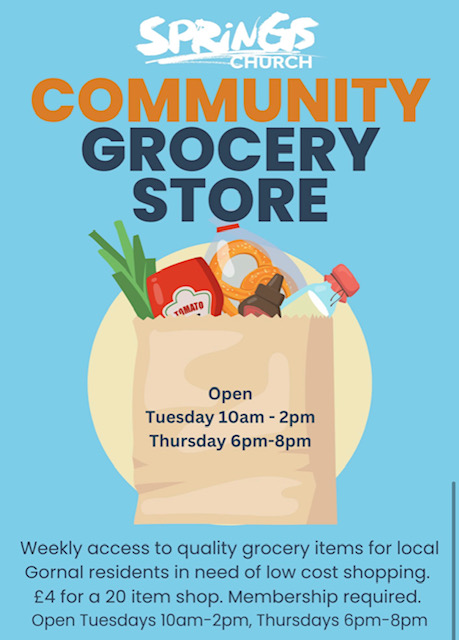 SPRiNGS
CHURCH
COMMUNITY
GROCERY
STORE
TOMATO
Open
Tuesday 10am - 2pm
Thursday 6pm-8pm
Weekly access to quality grocery items for local
Gornal residents in need of low cost shopping.
£4 for a 20 item shop. Membership required.
Open Tuesdays 10am-2pm, Thursdays 6pm-8pm